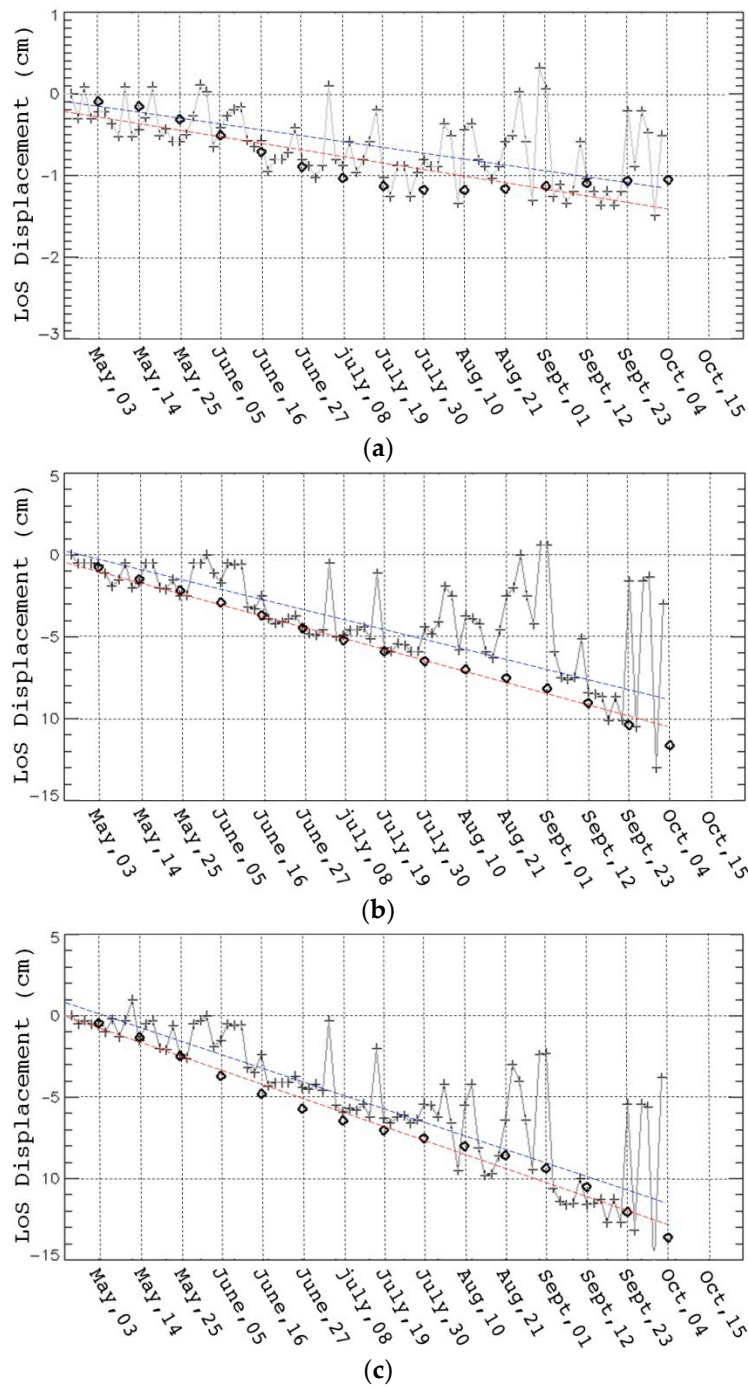 LoS Displacement (cm)
1
0
−1
−2
−3
May,03 May,14 May,25 June,05 June,16 June,27 july,08 July,19 July,30 Aug,10 Aug,21 Sept,01 Sept,12 Sept,23 Oct,04 Oct,15
(a)
LoS Displacement (cm)
5
0
−5
10
−15
May,03 May,14 May,25 June,05 June,16 June,27 july,08 July,19 July,30 Aug,10 Aug,21 Sept,01 Sept,12 Sept,23 Oct,04 Oct,15
(b)
LoS Displacement (cm)
5
0
−5
10
−15
May,03 May,14 May,25 June,05 June,16 June,27 july,08 July,19 July,30 Aug,10 Aug,21 Sept,01 Sept,12 Sept,23 Oct,04 Oct,15
(c)